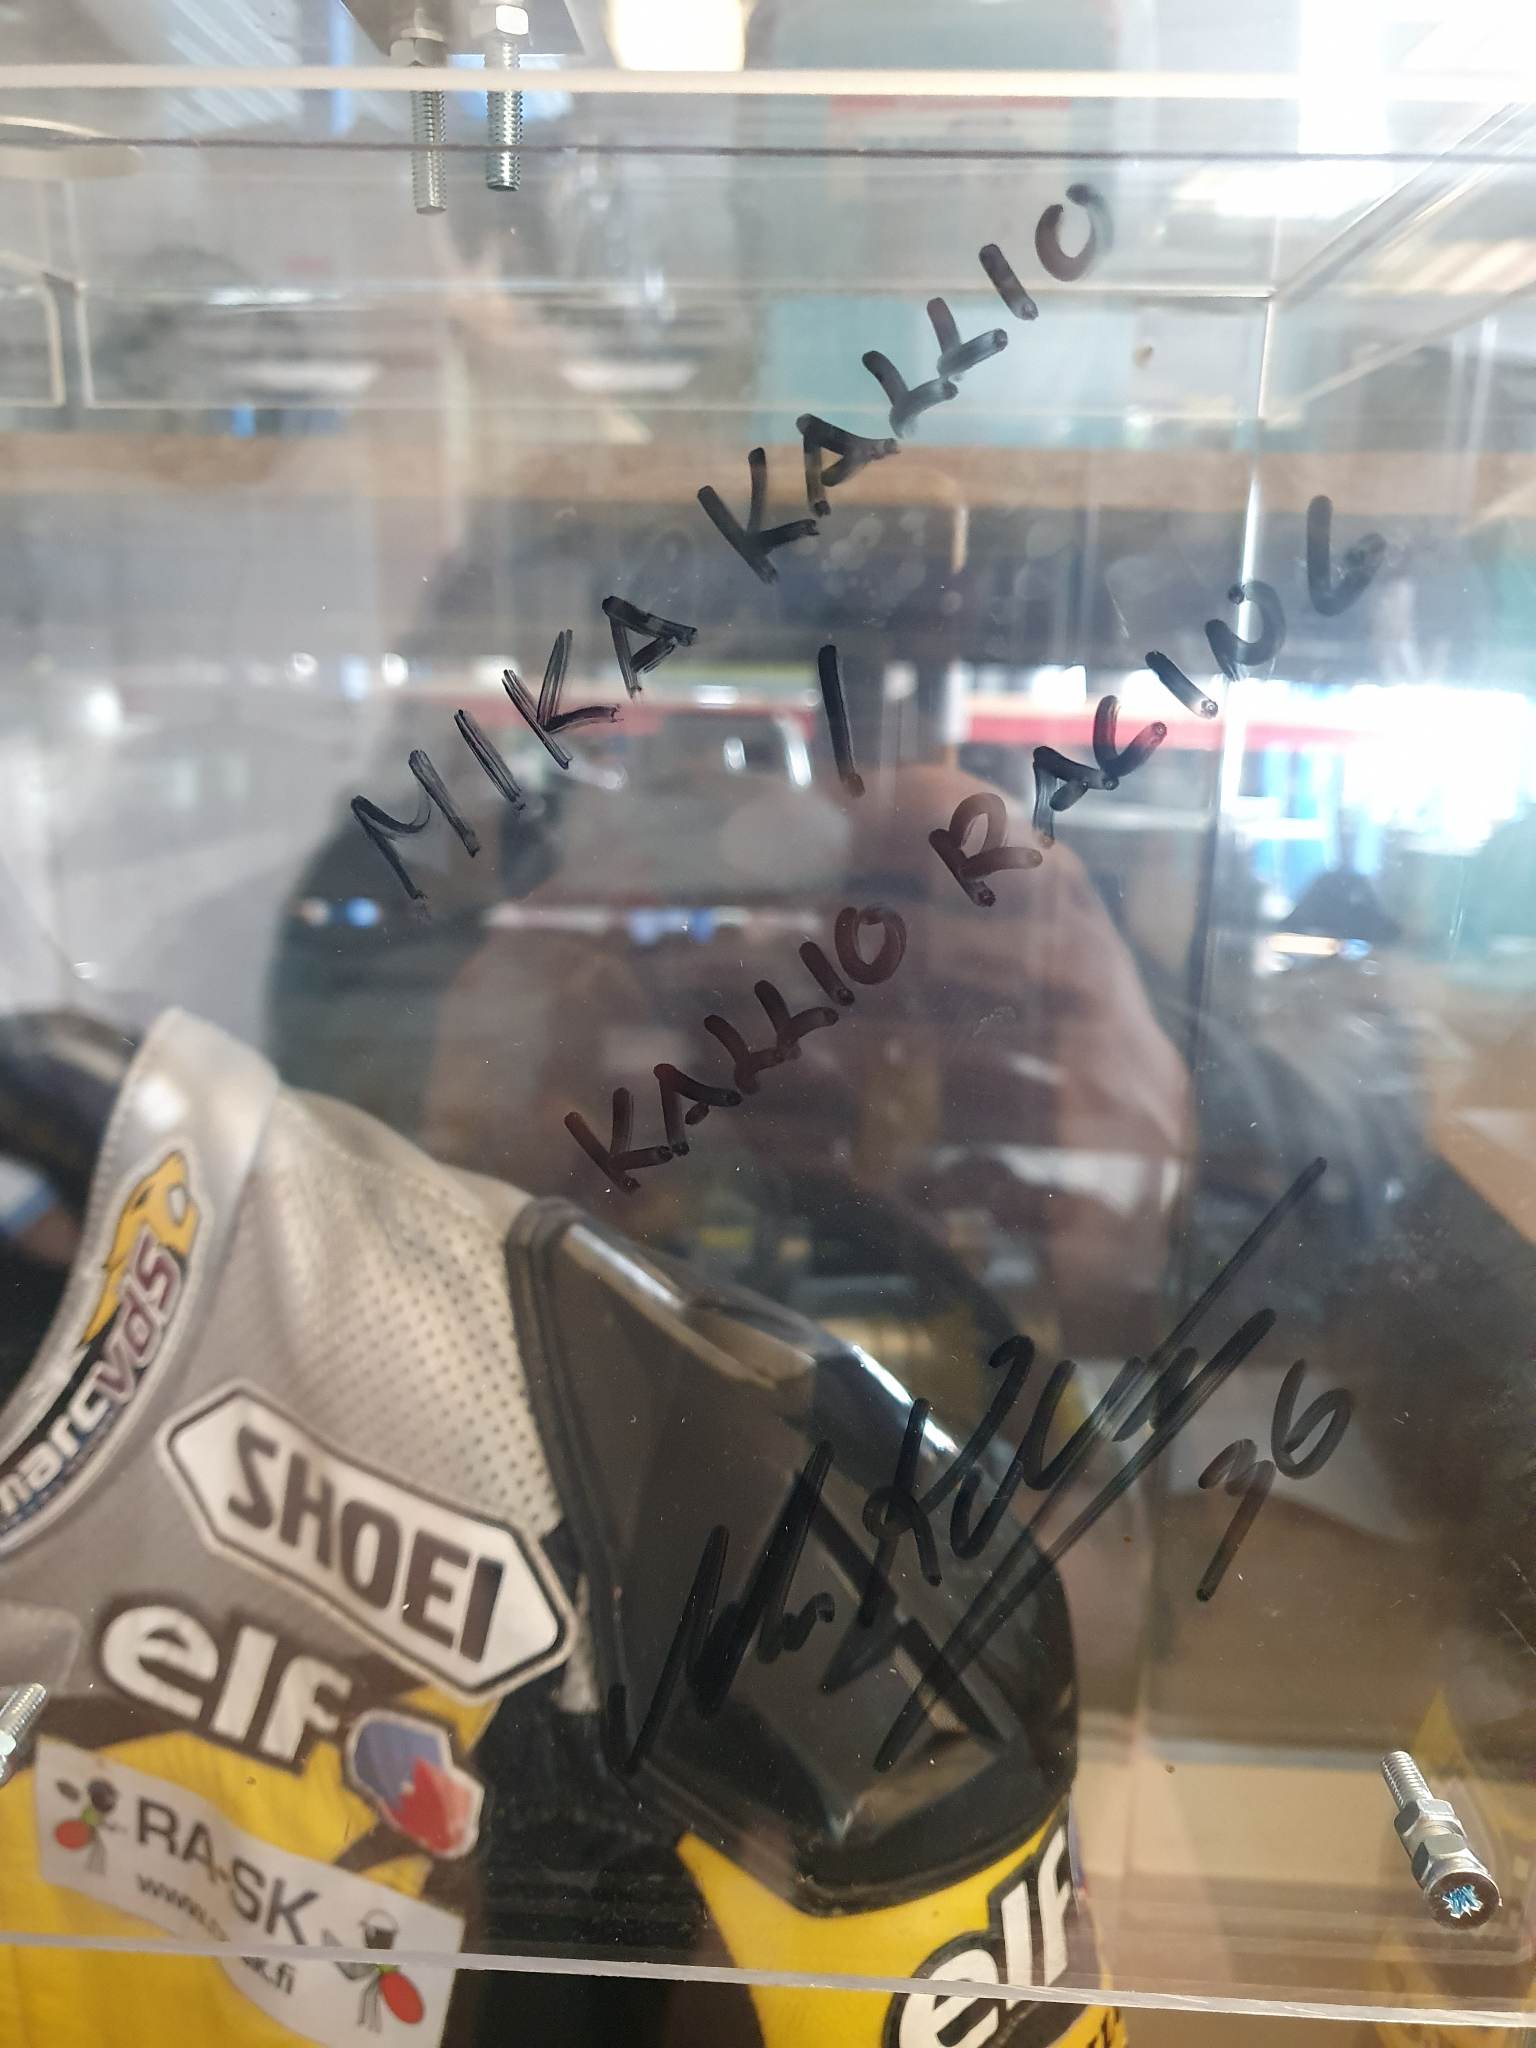 MIKA KALLIO
/
KALLIO RACING
36
marcVDS
SHOEI
elf
RA-SK
elf